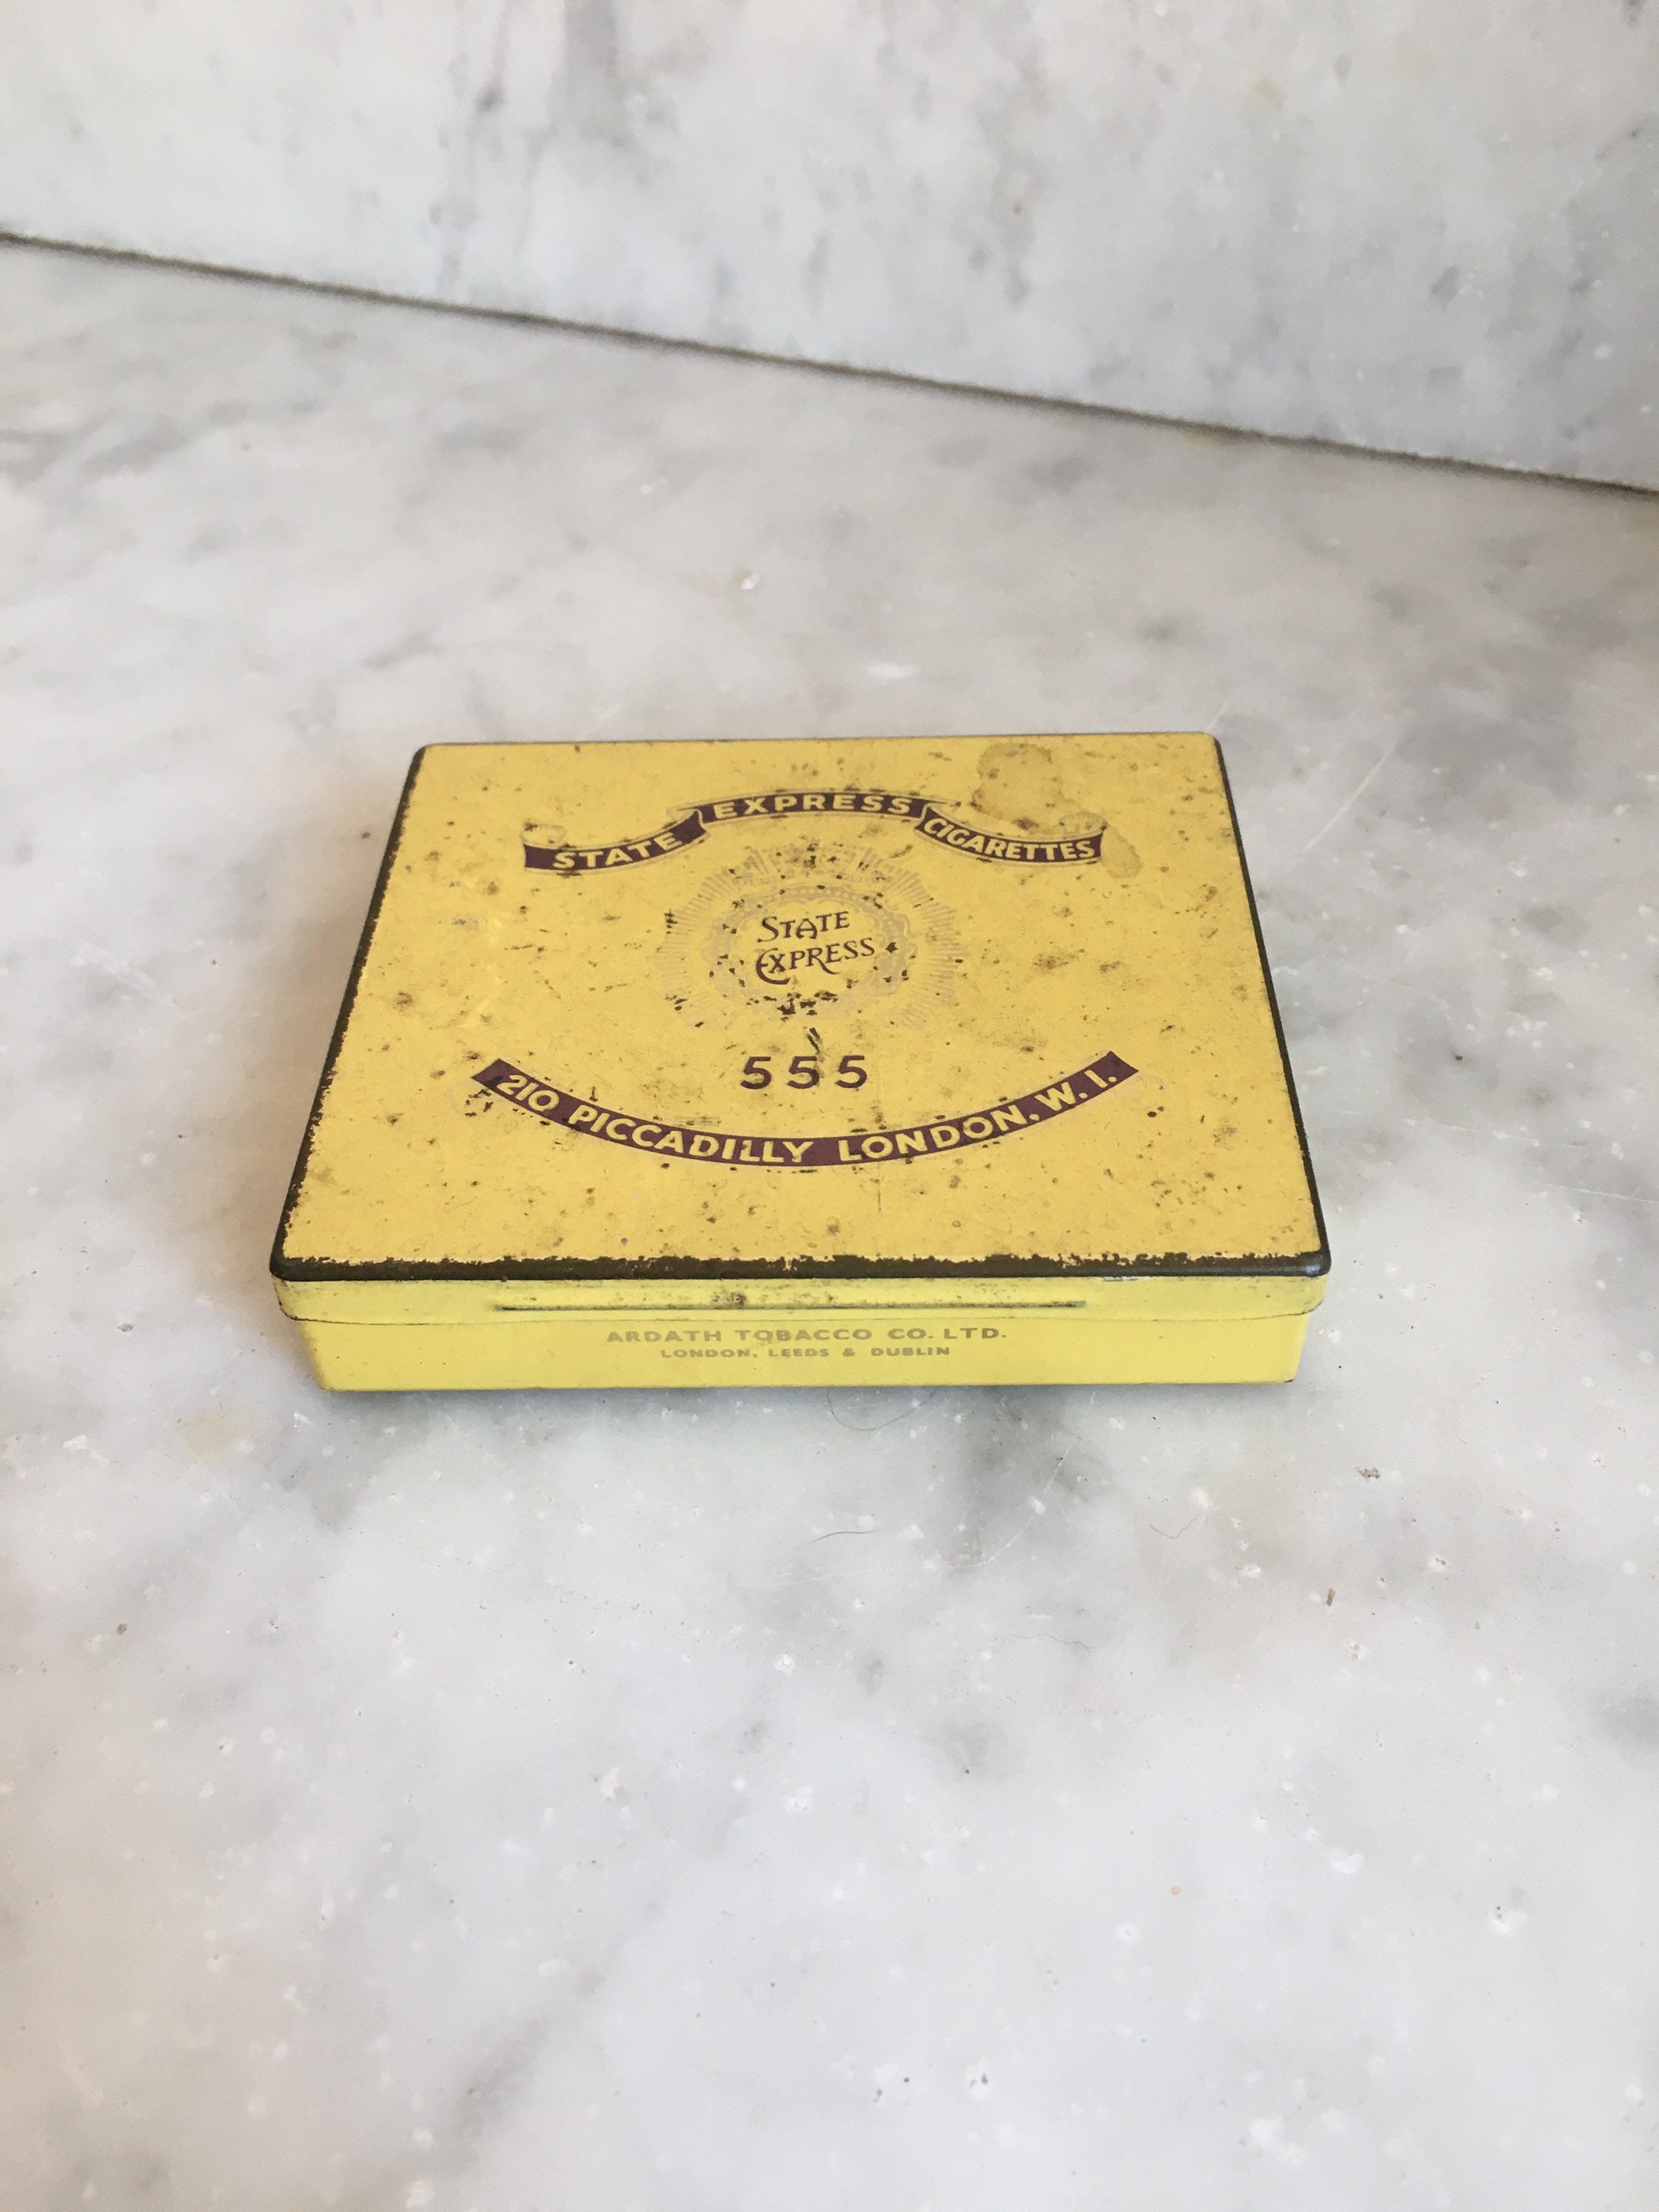 STATE EXPRESS CIGARETTES
STATE
EXPRESS
555
210 PICCADILLY LONDON. W. I.
ARDATH TOBACCO CO. LTD.
LONDON, LEEDS & DUBLIN